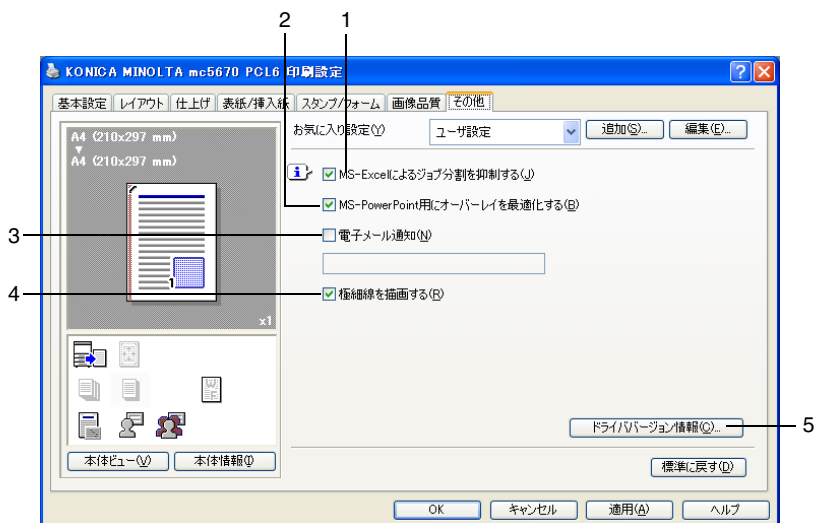 2 1
KONICA MINOLTA mc5670 PCL6 印刷設定
基本設定 レイアウト 仕上げ 表紙/挿入紙 スタンプ/フォーム 画像品質 その他
A4 (210x297 mm)
A4 (210x297 mm)
1
x1
W
F
本体ビュー(V) 本体情報(I)
お気に入り設定(Y) ユーザ設定 追加(S)... 編集(E)...
MS-Excelによるジョブ分割を抑制する(J)
MS-PowerPoint用にオーバーレイを最適化する(B)
3 電子メール通知(N)
4 極細線を描画する(R)
ドライババージョン情報(C)... 5
標準に戻す(D)
OK キャンセル 適用(A) ヘルプ